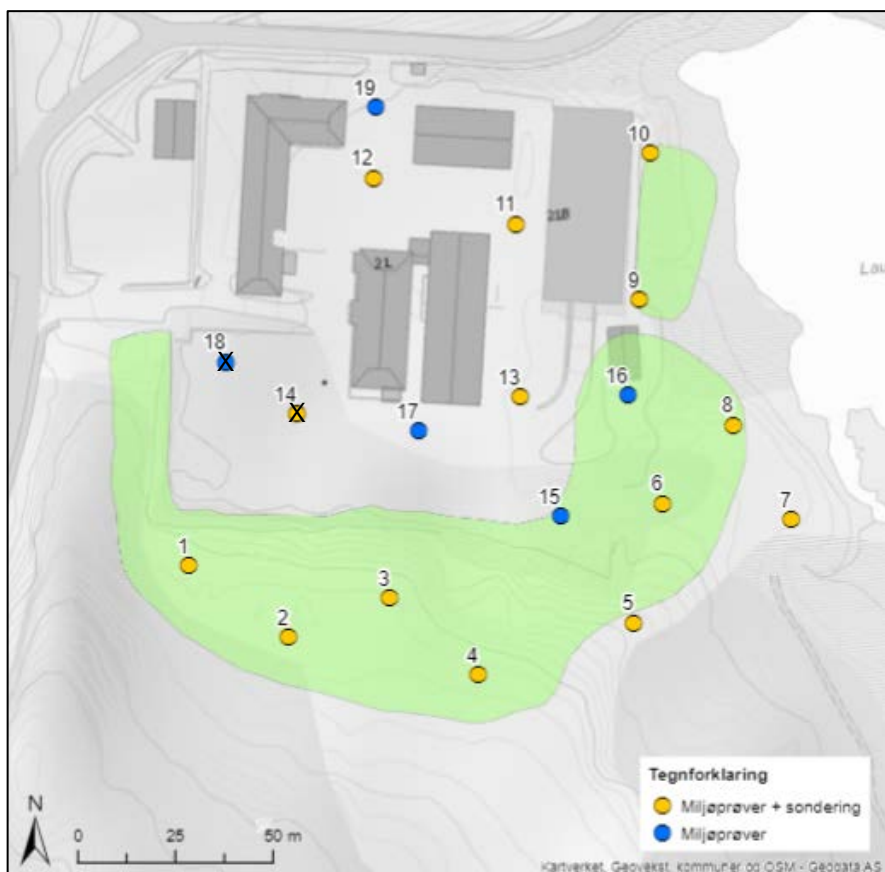 19
10
12
11
21B
9
Lau
21
18
16
14
13
17
8
6
15
7
1
3
5
2
4
Tegnforklaring
Miljøprøver + sondering
Miljøprøver
N
0 25 50 m
Kartverket, Geovekst, kommuner og OSM - Geodata AS